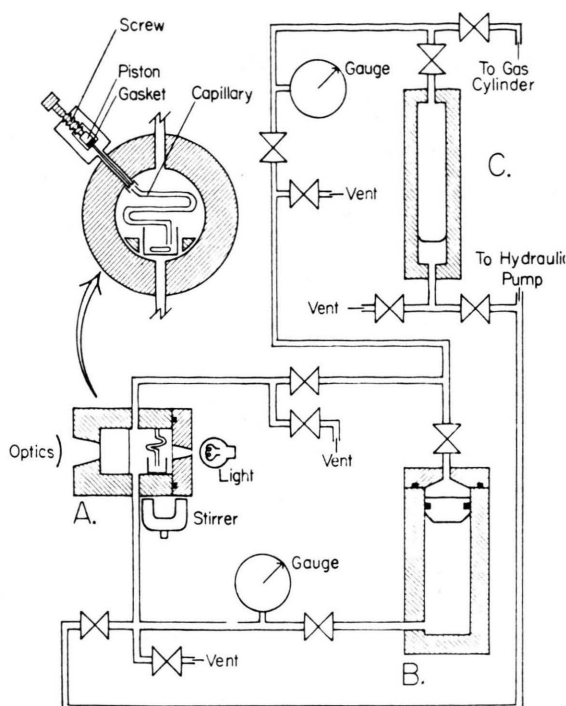 Screw
Piston
Gasket
Capillary
Gauge
To Gas
Cylinder
C.
Vent
To Hydraulic
Pump
Vent
Optics
Light
Vent
A.
Stirrer
Gauge
Vent
B.